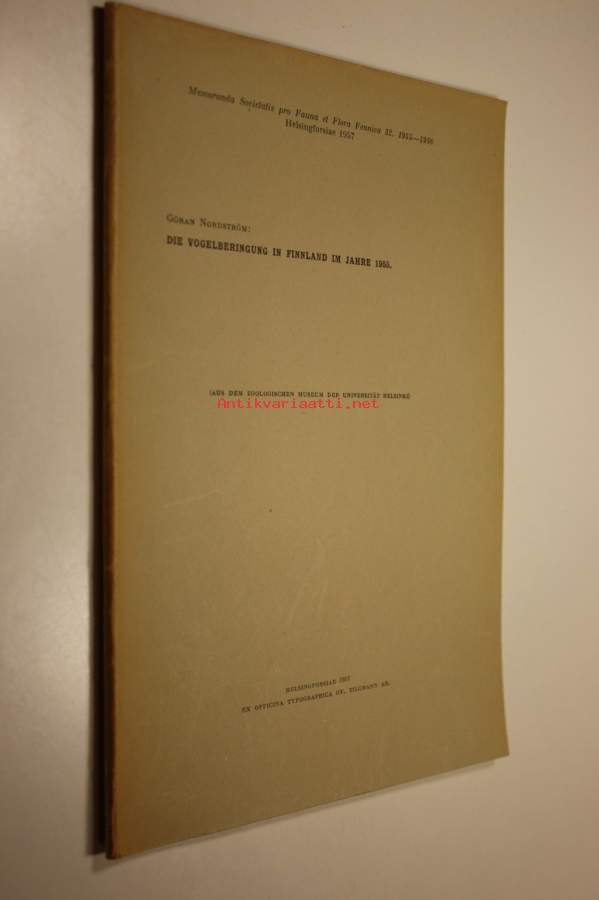 Memoranda Societatis pro Fauna et Flora Fennica 32. 1955—1956
Helsingforsiae 1957
GÖRAN NORDSTRÖM:
DIE VOGELBERINGUNG IN FINNLAND IM JAHRE 1955.
(AUS DEM ZOOLOGISCHEN MUSEUM DER UNIVERSITÄT HELSINKI)
Antikvariaatti.net
HELSINGFORSIAE 1957
EX OFFICINA TYPOGRAPHICA OY. TILGMANN AB.